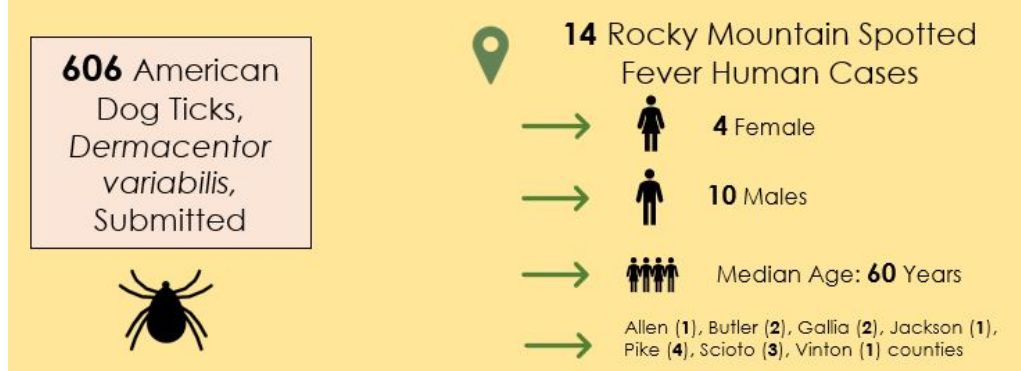 606 American
Dog Ticks,
Dermacentor
variabilis,
Submitted
14 Rocky Mountain Spotted
Fever Human Cases
4 Female
10 Males
Median Age: 60 Years
Allen (1), Butler (2), Gallia (2), Jackson (1),
Pike (4), Scioto (3), Vinton (1) counties